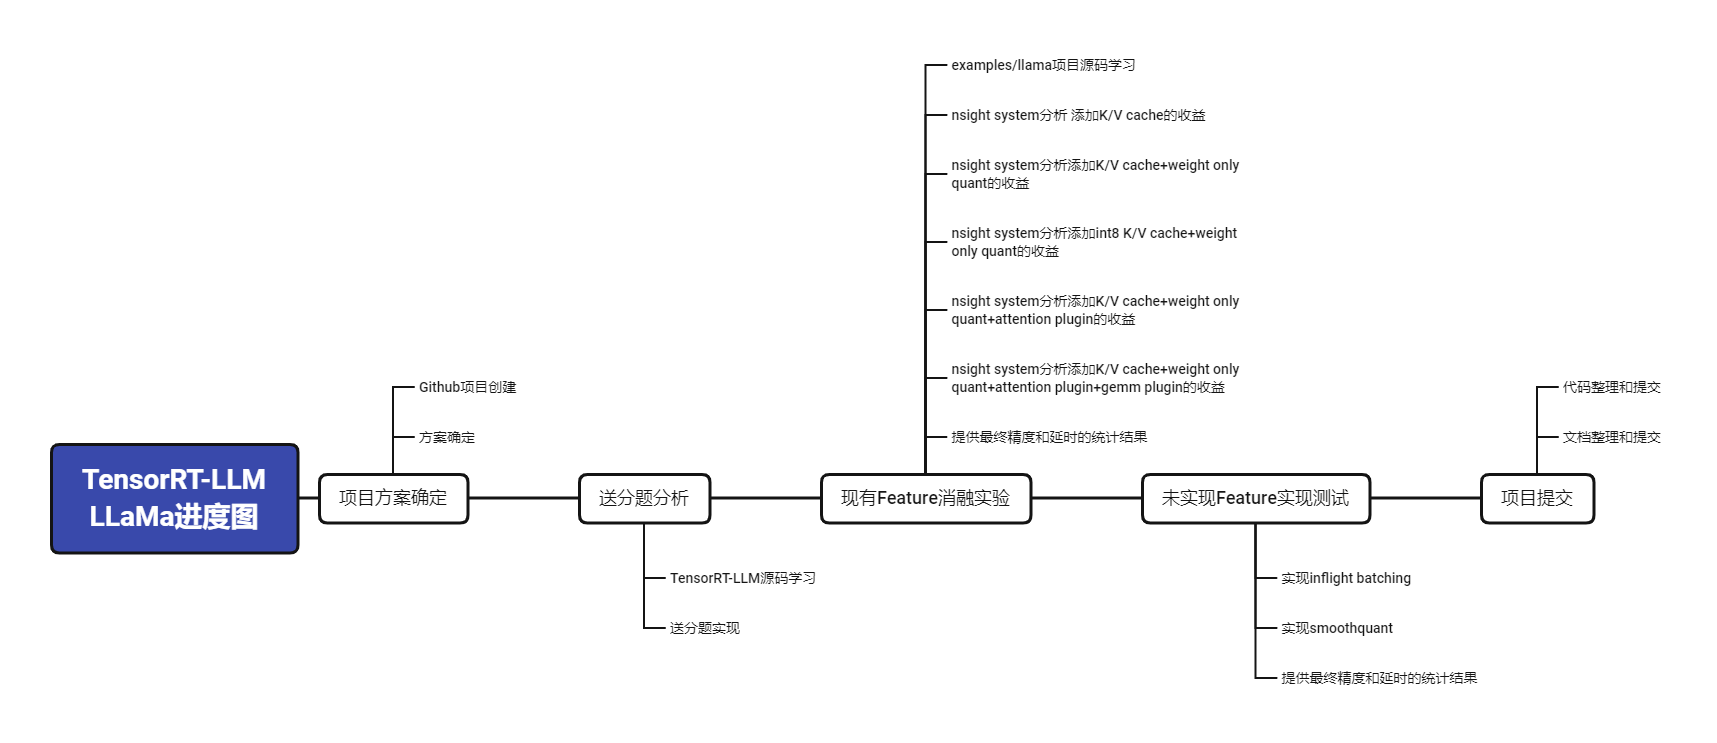 TensorRT-LLM
LLaMa进度图
项目方案确定
Github项目创建
方案确定
送分题分析
TensorRT-LLM源码学习
送分题实现
现有Feature消融实验
examples/llama项目源码学习
nsight system分析 添加K/V cache的收益
nsight system分析添加K/V cache+weight only
quant的收益
nsight system分析添加int8 K/V cache+weight
only quant的收益
nsight system分析添加K/V cache+weight only
quant+attention plugin的收益
nsight system分析添加K/V cache+weight only
quant+attention plugin+gemm plugin的收益
提供最终精度和延时的统计结果
未实现Feature实现测试
实现inflight batching
实现smoothquant
提供最终精度和延时的统计结果
项目提交
代码整理和提交
文档整理和提交